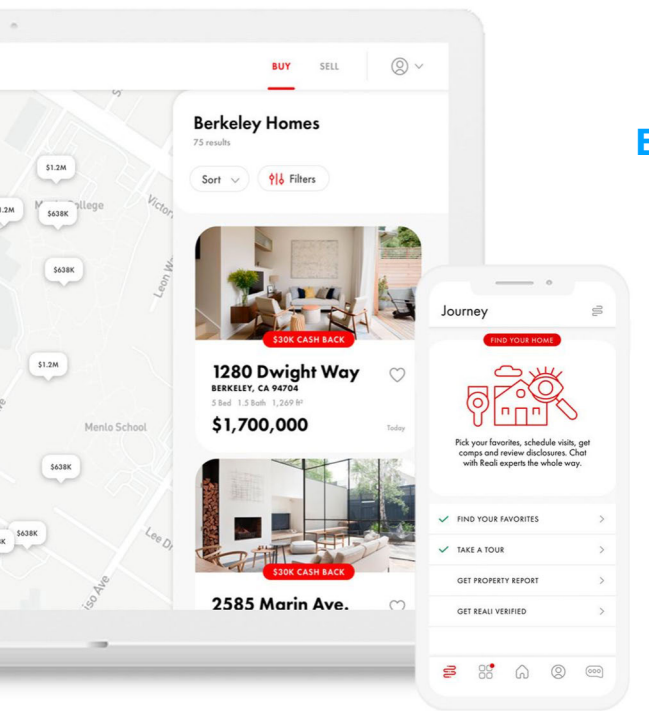 BUY SELL
Berkeley Homes
75 results
Sort Filters
$30K CASH BACK
1280 Dwight Way
BERKELEY, CA 94704
5 Bed 1.5 Bath 1,269 ft²
$1,700,000 Today
$30K CASH BACK
2585 Marin Ave.
$1.2M
$638K
$638K
$1.2M
Menlo School
$638K
$638K
Lee
Leon
Journey
FIND YOUR HOME
Pick your favorites, schedule visits, get
comps and review disclosures. Chat
with Reali experts the whole way.
FIND YOUR FAVORITES
TAKE A TOUR
GET PROPERTY REPORT
GET REALI VERIFIED